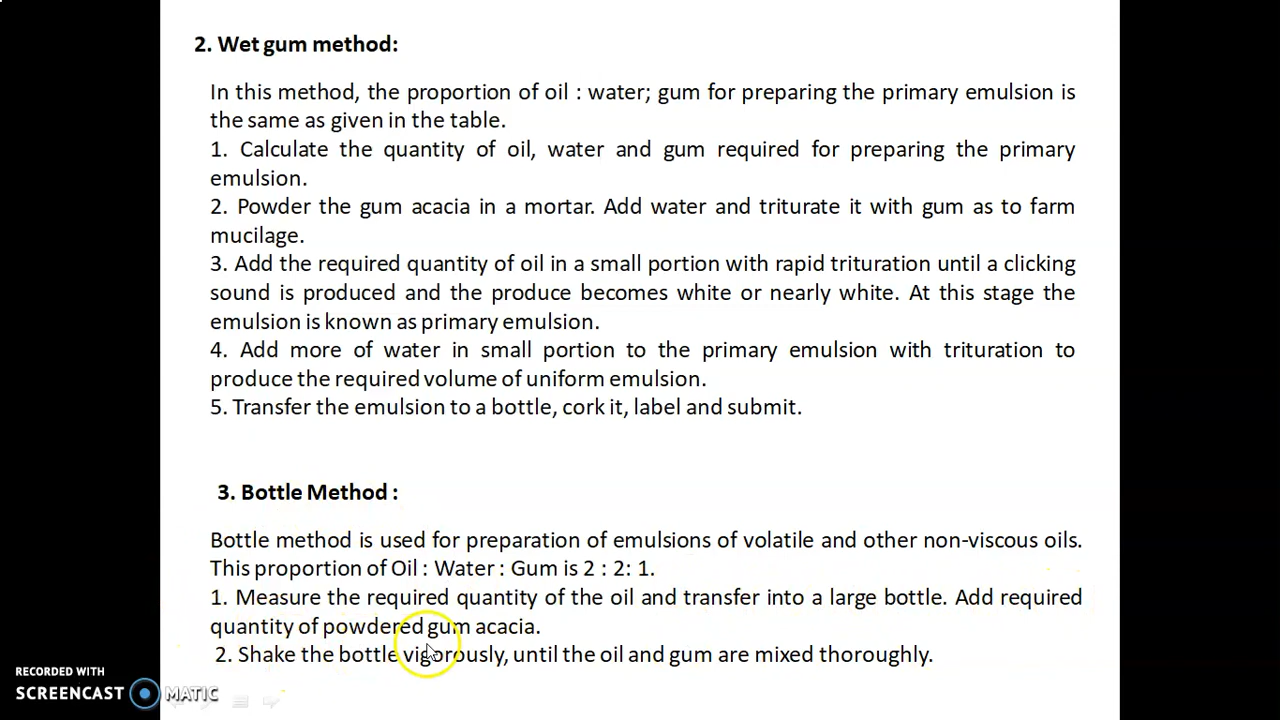 2. Wet gum method:
In this method, the proportion of oil : water; gum for preparing the primary emulsion is
the same as given in the table.
1. Calculate the quantity of oil, water and gum required for preparing the primary
emulsion.
2. Powder the gum acacia in a mortar. Add water and triturate it with gum as to farm
mucilage.
3. Add the required quantity of oil in a small portion with rapid trituration until a clicking
sound is produced and the produce becomes white or nearly white. At this stage the
emulsion is known as primary emulsion.
4. Add more of water in small portion to the primary emulsion with trituration to
produce the required volume of uniform emulsion.
5. Transfer the emulsion to a bottle, cork it, label and submit.
3. Bottle Method :
Bottle method is used for preparation of emulsions of volatile and other non-viscous oils.
This proportion of Oil : Water : Gum is 2 : 2: 1.
1. Measure the required quantity of the oil and transfer into a large bottle. Add required
quantity of powdered gum acacia.
2. Shake the bottle vigorously, until the oil and gum are mixed thoroughly.
RECORDED WITH
SCREENCAST MATIC